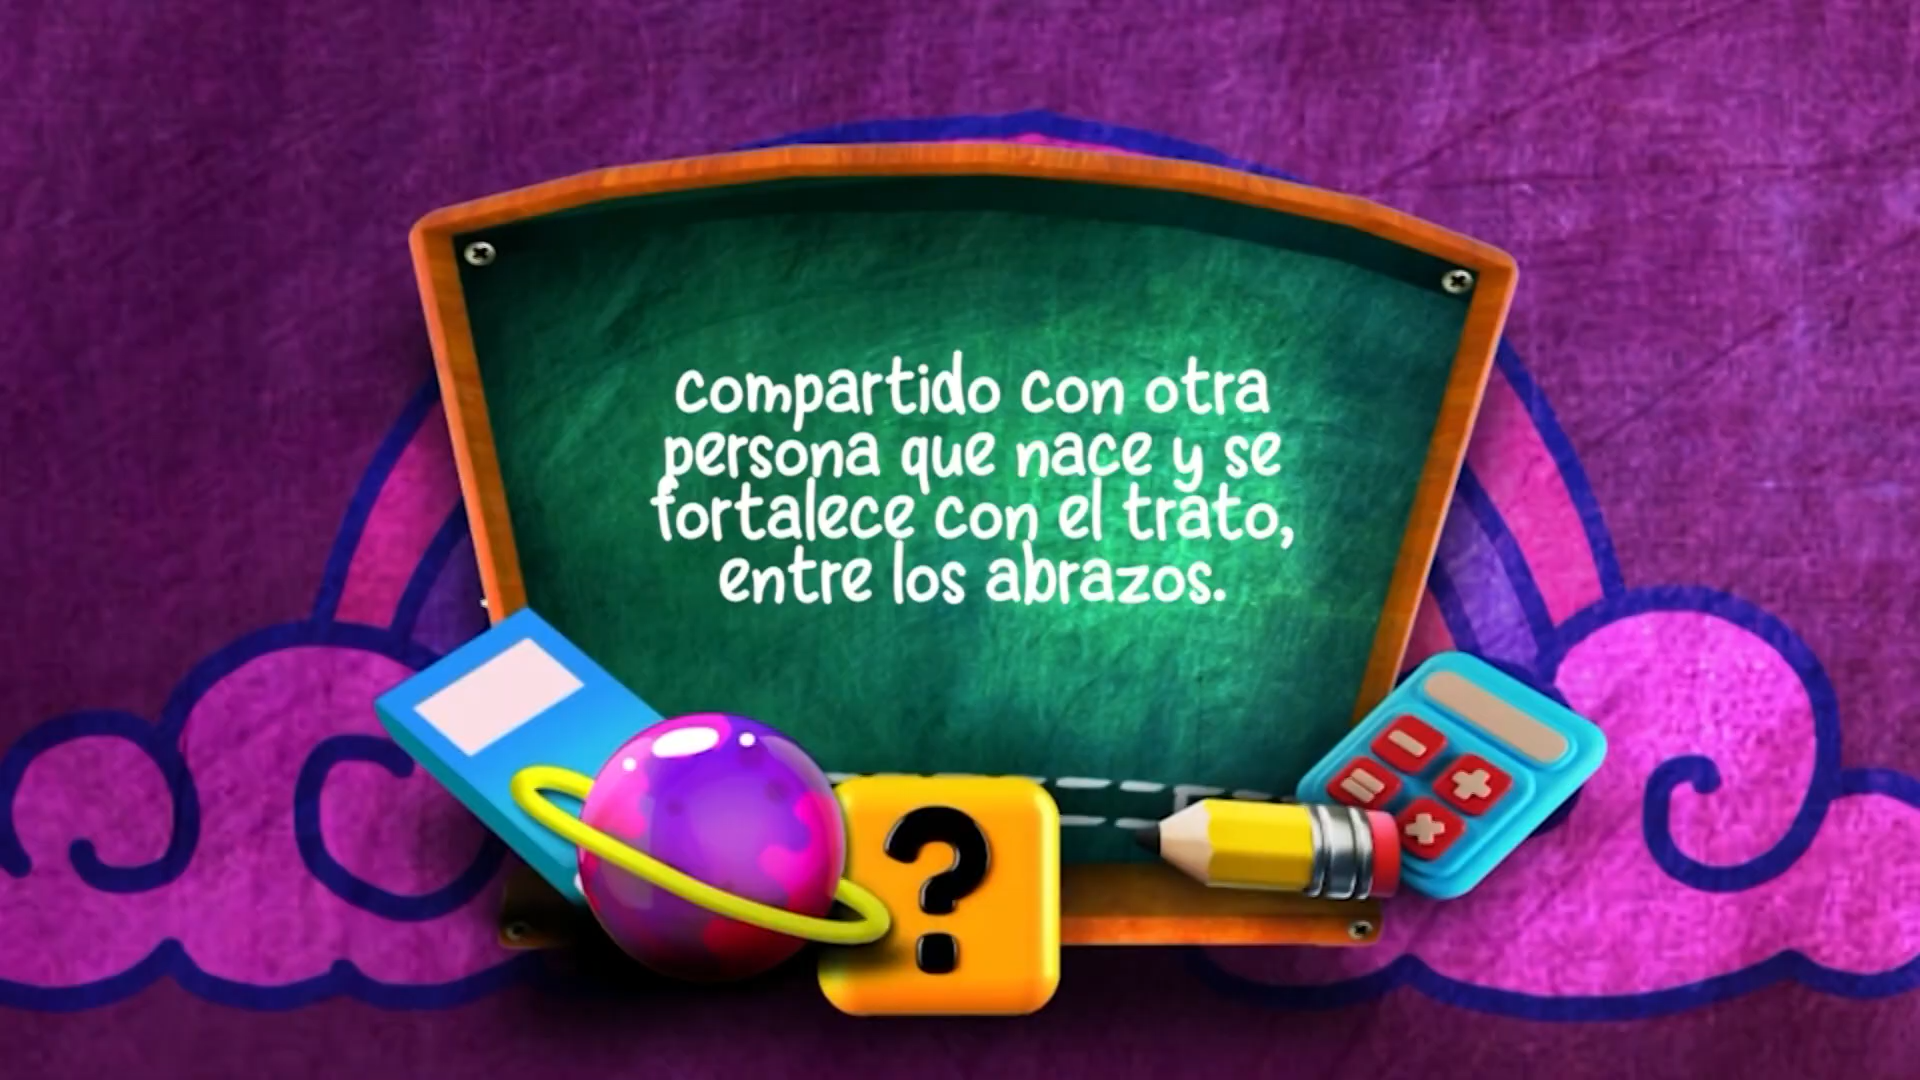 compartido con otra
persona que nace y se
fortalece con el trato,
entre los abrazos.
?